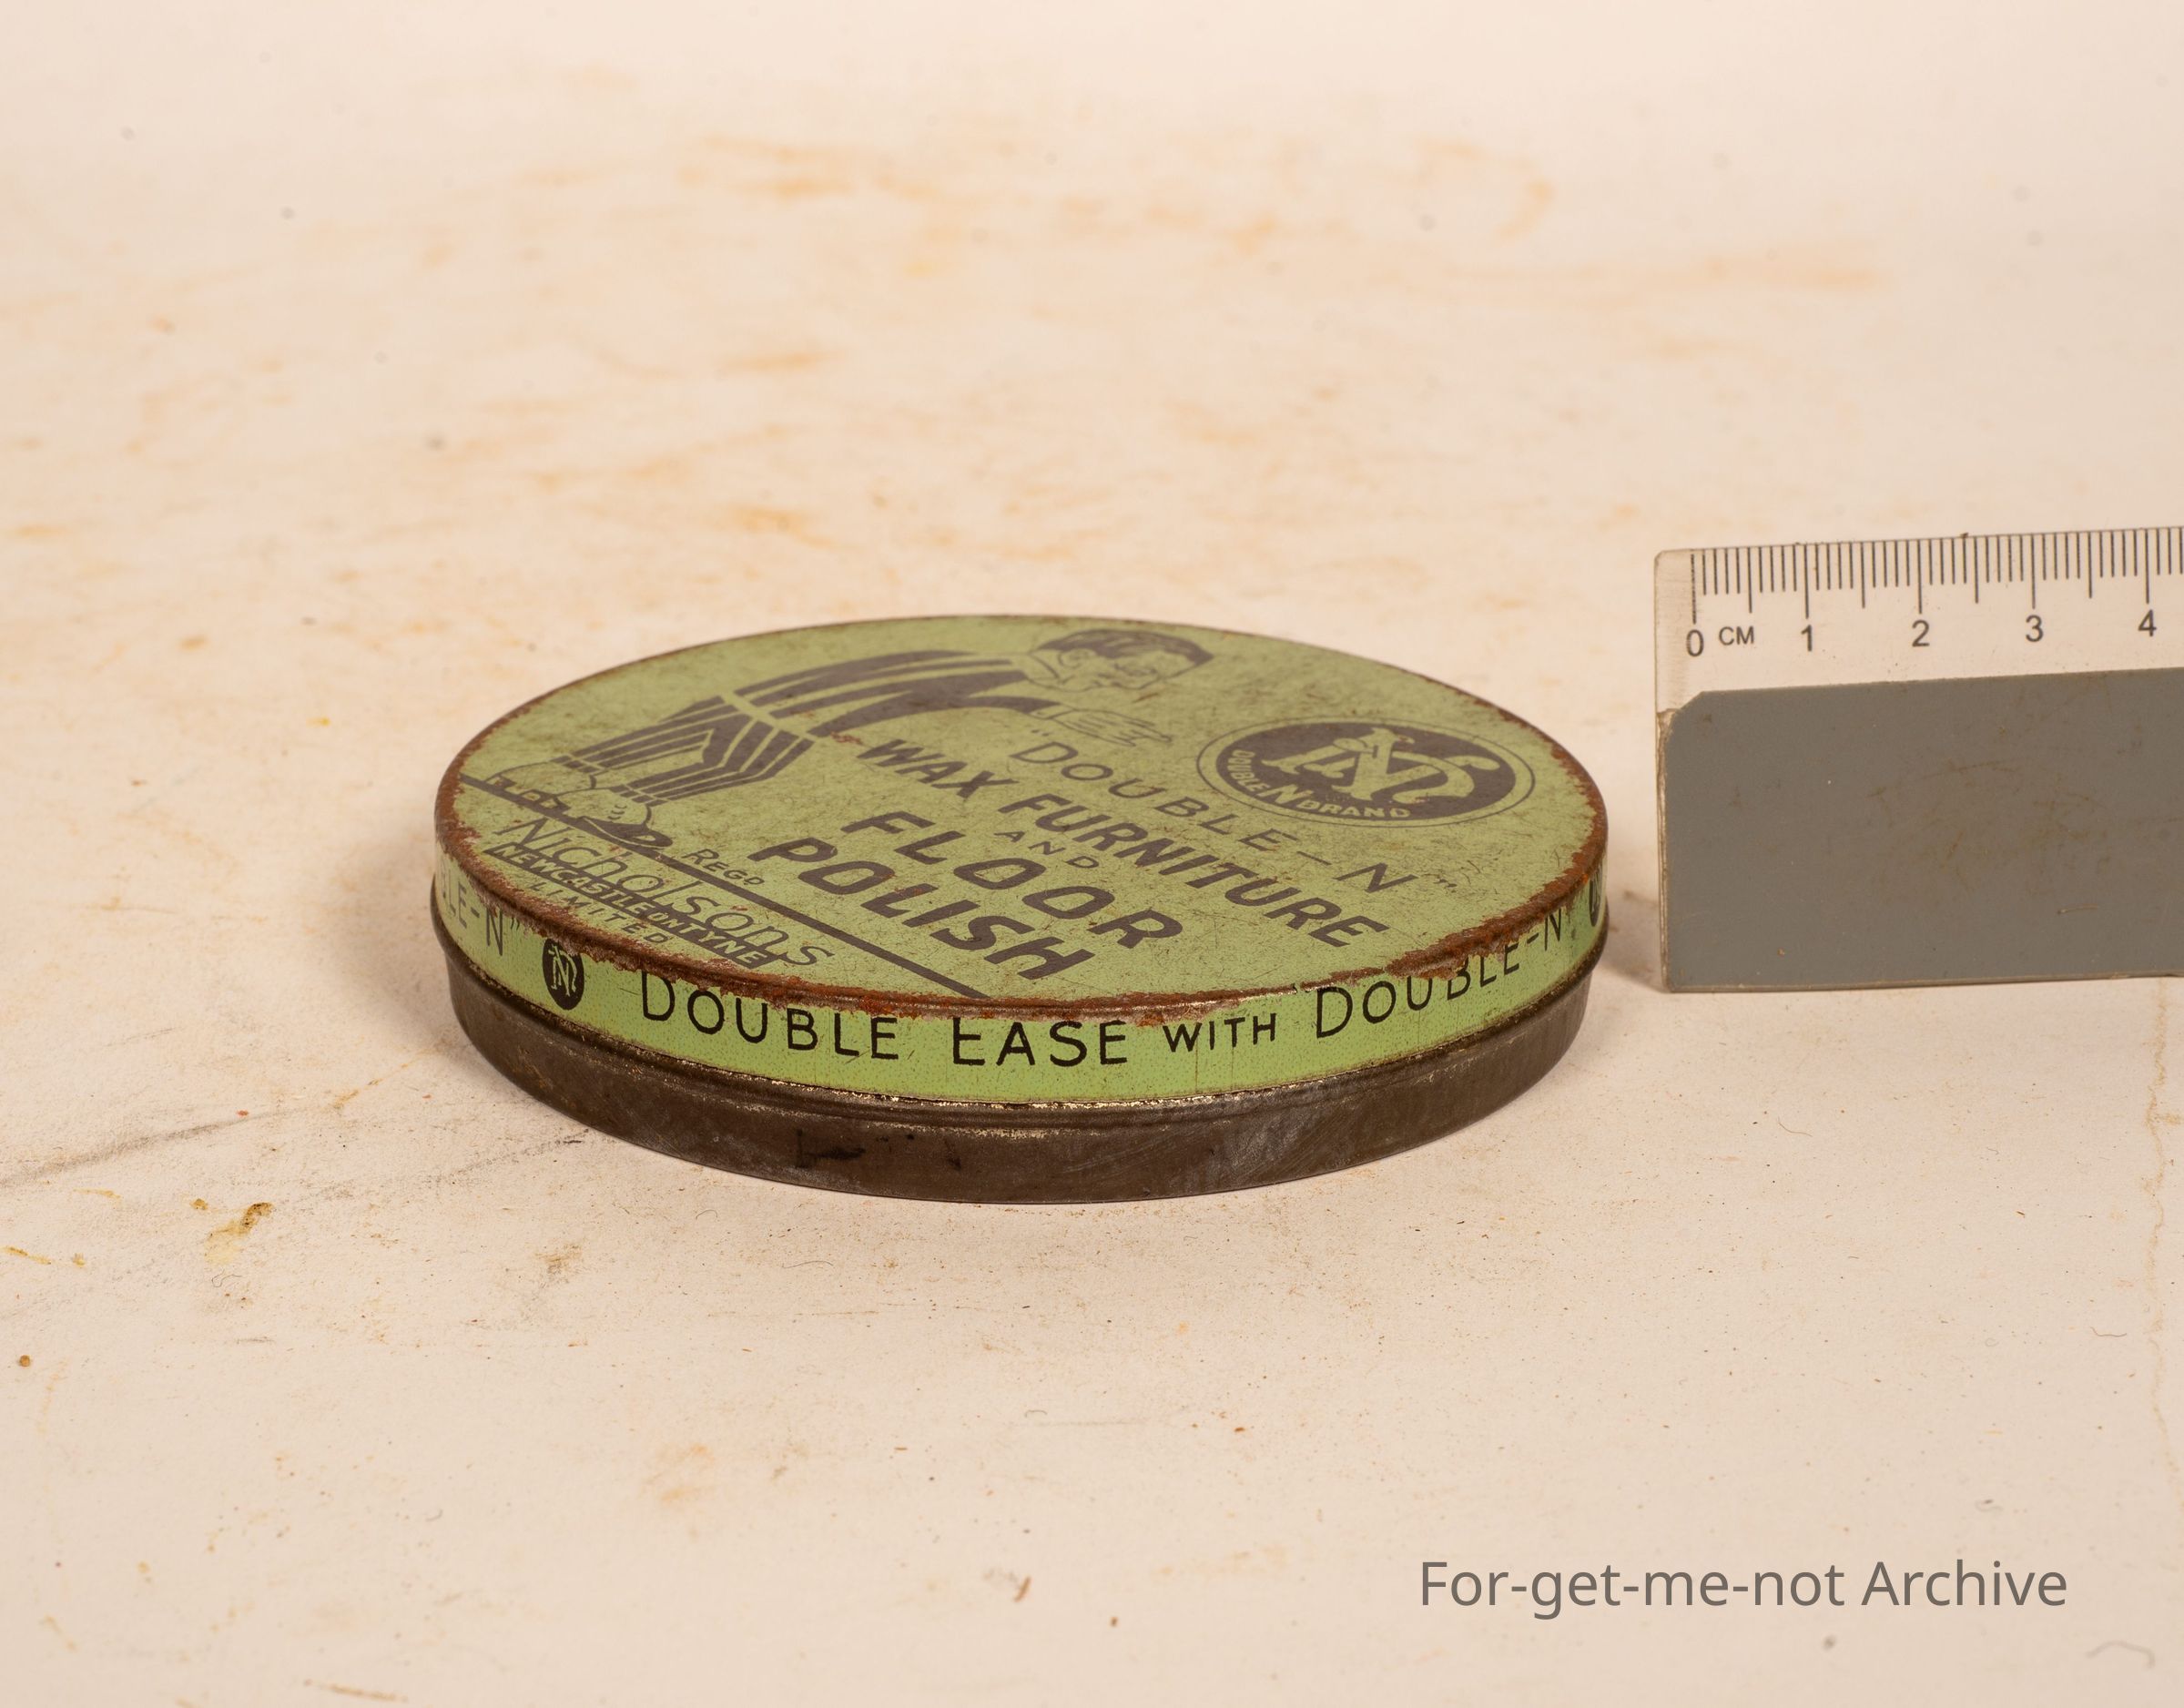 DOUBLE N BRAND
"DOUBLE-N"
WAX FURNITURE
AND
FLOOR
POLISH
REGD
Nicholsons
NEWCASTLE ON TYNE
LIMITED
LE-N" N DOUBLE EASE WITH "DOUBLE-N"
0 CM 1 2 3 4
For-get-me-not Archive